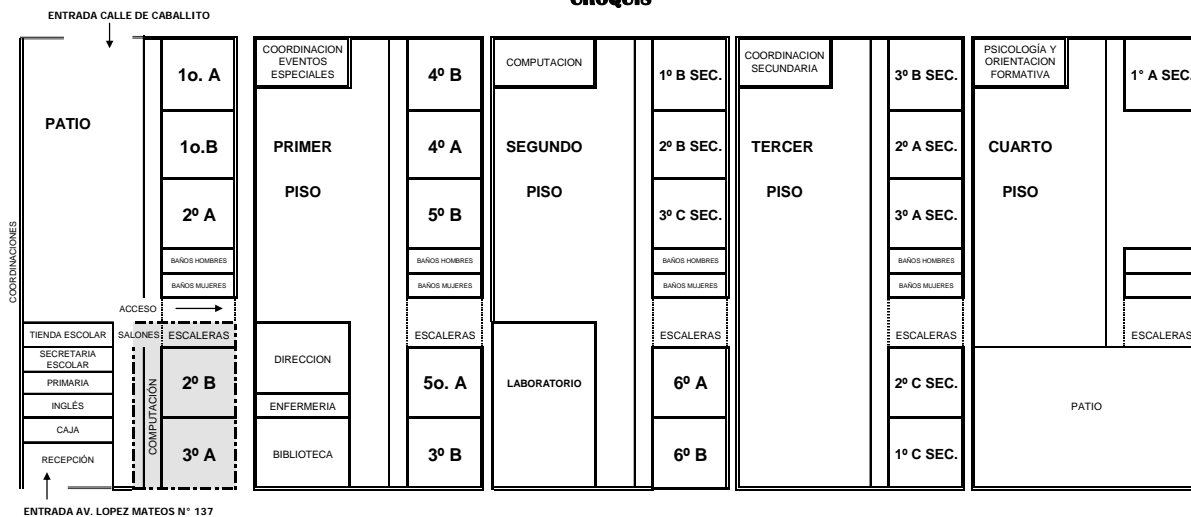 CROQUIS
ENTRADA CALLE DE CABALLITO
PATIO
COORDINACIONES
1o. A
1o.B
2º A
BAÑOS HOMBRES
BAÑOS MUJERES
ACCESO
TIENDA ESCOLAR
SALONES
ESCALERAS
SECRETARIA
ESCOLAR
PRIMARIA
INGLÉS
CAJA
RECEPCIÓN
COMPUTACIÓN
2º B
3º A
ENTRADA AV. LOPEZ MATEOS N° 137
COORDINACION
EVENTOS
ESPECIALES
PRIMER
PISO
4º B
4º A
5º B
BAÑOS HOMBRES
BAÑOS MUJERES
ESCALERAS
DIRECCION
ENFERMERIA
BIBLIOTECA
5o. A
3º B
COMPUTACION
SEGUNDO
PISO
1º B SEC.
2º B SEC.
3º C SEC.
BAÑOS HOMBRES
BAÑOS MUJERES
ESCALERAS
LABORATORIO
6º A
6º B
COORDINACION
SECUNDARIA
TERCER
PISO
3º B SEC.
2º A SEC.
3º A SEC.
BAÑOS HOMBRES
BAÑOS MUJERES
ESCALERAS
2º C SEC.
1º C SEC.
PSICOLOGÍA Y
ORIENTACION
FORMATIVA
CUARTO
PISO
1° A SEC.
ESCALERAS
PATIO